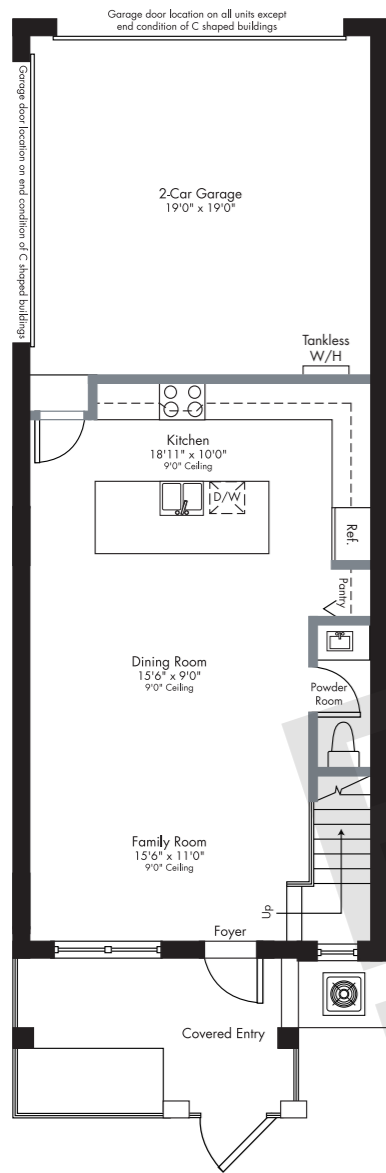 Garage door location on all units except
end condition of C shaped buildings
Garage door location on end condition of C shaped buildings
2-Car Garage
19'0" x 19'0"
Tankless
W/H
Kitchen
18'11" x 10'0"
9'0" Ceiling
D/W
Ref.
Pantry
Dining Room
15'6" x 9'0"
9'0" Ceiling
Powder
Room
Family Room
15'6" x 11'0"
9'0" Ceiling
Up
Foyer
Covered Entry